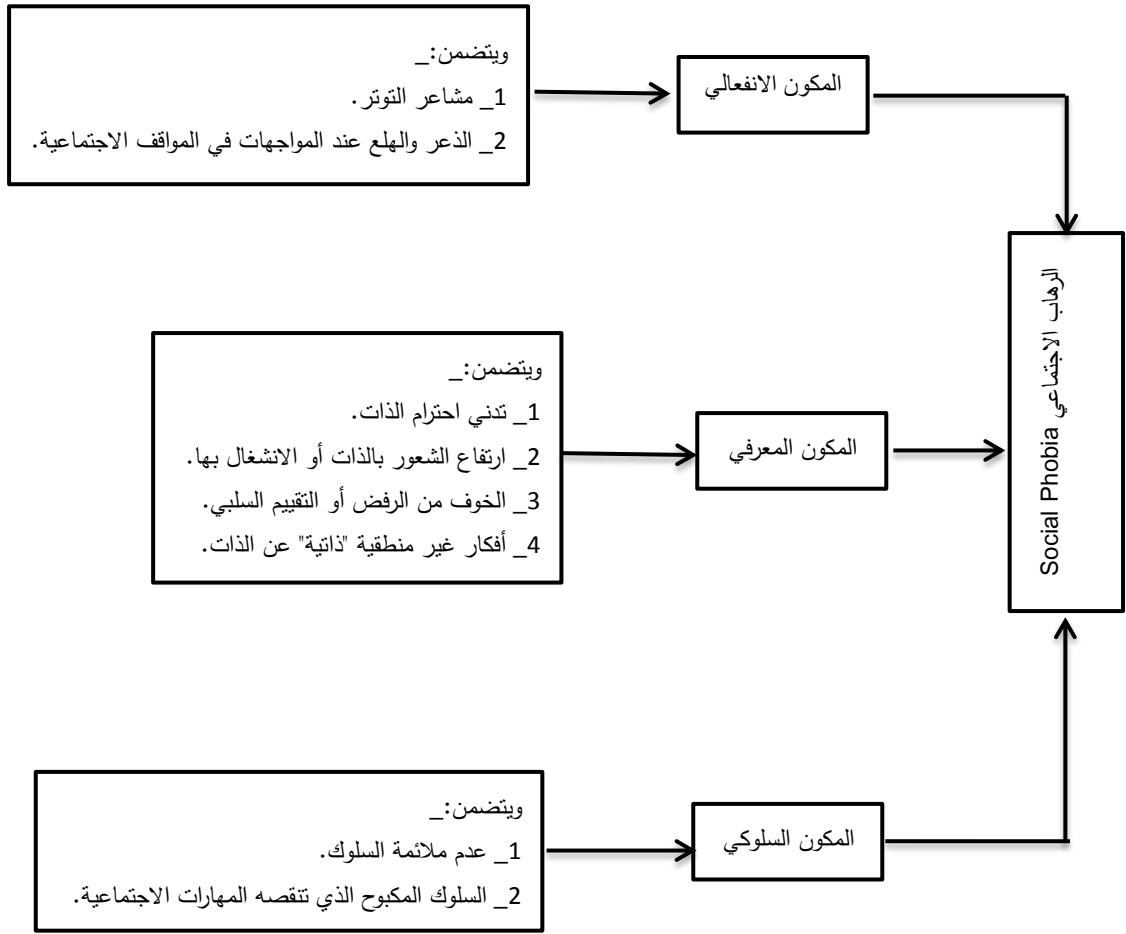 ويتضمن:_
1_ مشاعر التوتر.
2_ الذعر والهلع عند المواجهات في المواقف الاجتماعية.
المكون الانفعالي
الرهاب الاجتماعي Social Phobia
ويتضمن:_
1_ تدني احترام الذات.
2_ ارتفاع الشعور بالذات أو الانشغال بها.
3_ الخوف من الرفض أو التقييم السلبي.
4_ أفكار غير منطقية "ذاتية" عن الذات.
المكون المعرفي
ويتضمن:_
1_ عدم ملائمة السلوك.
2_ السلوك المكبوح الذي تنقصه المهارات الاجتماعية.
المكون السلوكي